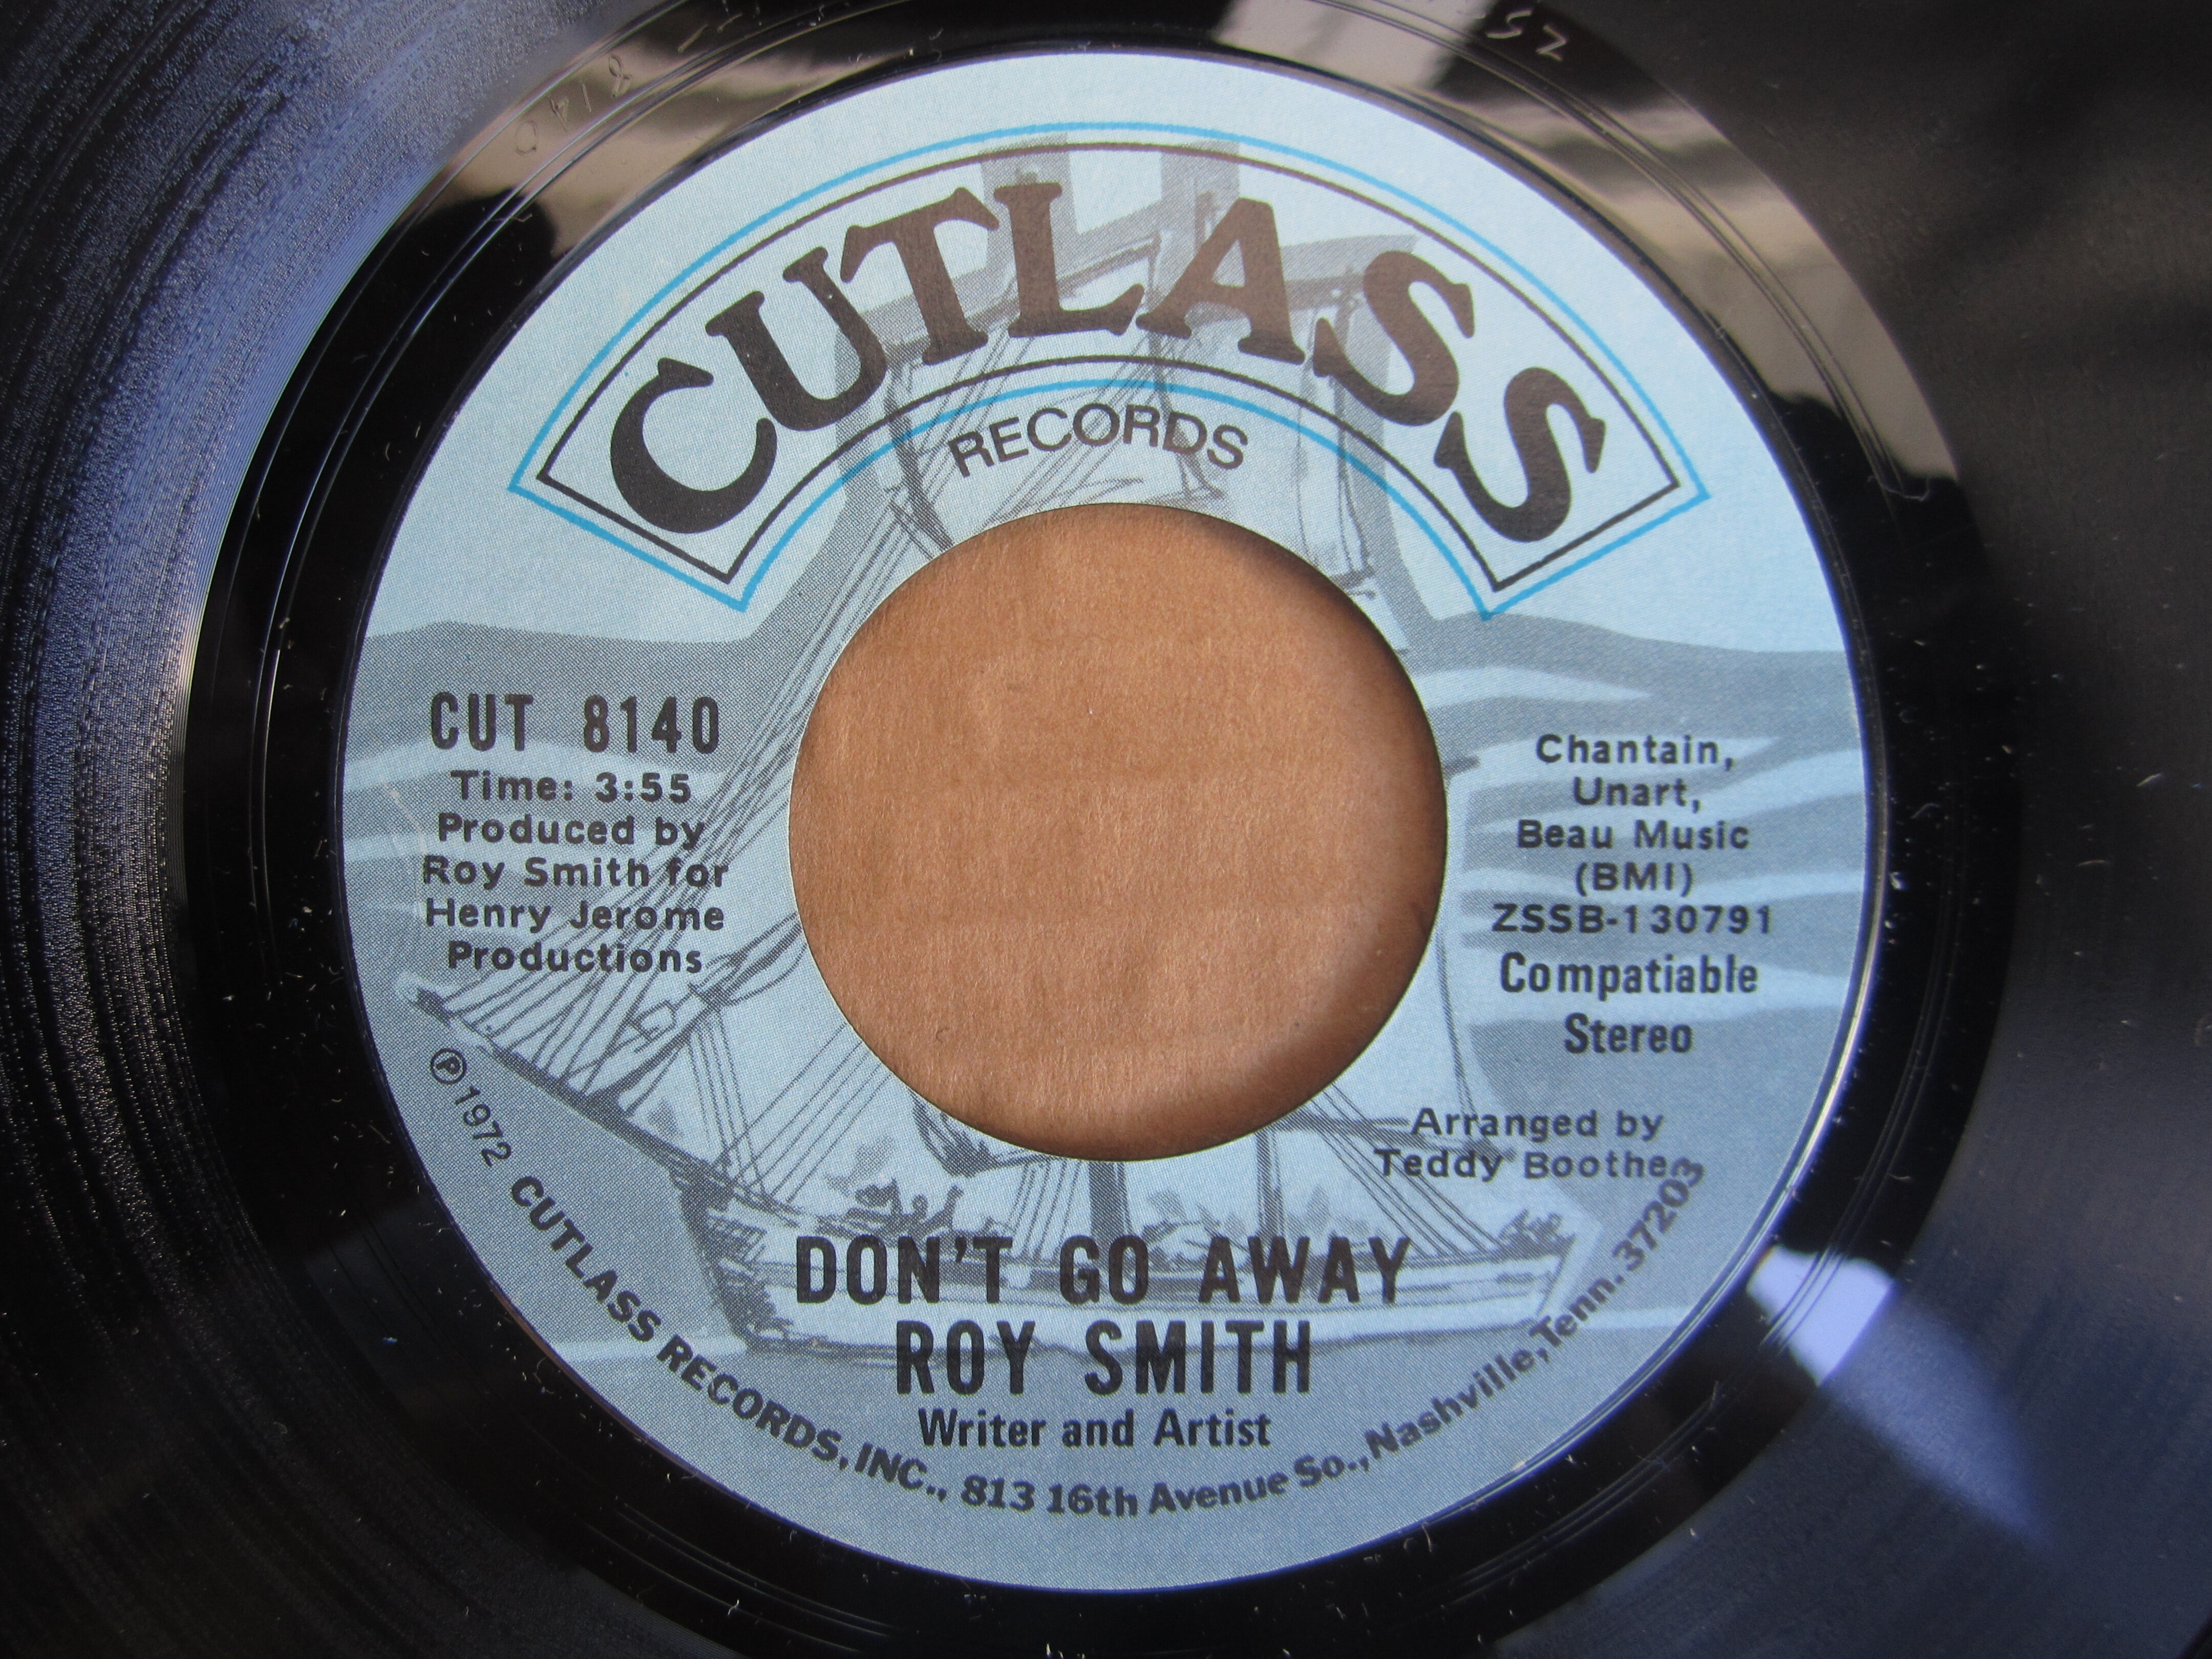 CUTLASS
RECORDS
CUT 8140
Time: 3:55
Produced by
Roy Smith for
Henry Jerome
Productions
Chantain,
Unart,
Beau Music
(BMI)
ZSSB-130791
Compatiable
Stereo
Arranged by
Teddy Boothe
DON'T GO AWAY
ROY SMITH
Writer and Artist
℗ 1972 CUTLASS RECORDS, INC., 813 16th Avenue So., Nashville, Tenn. 37203
8140